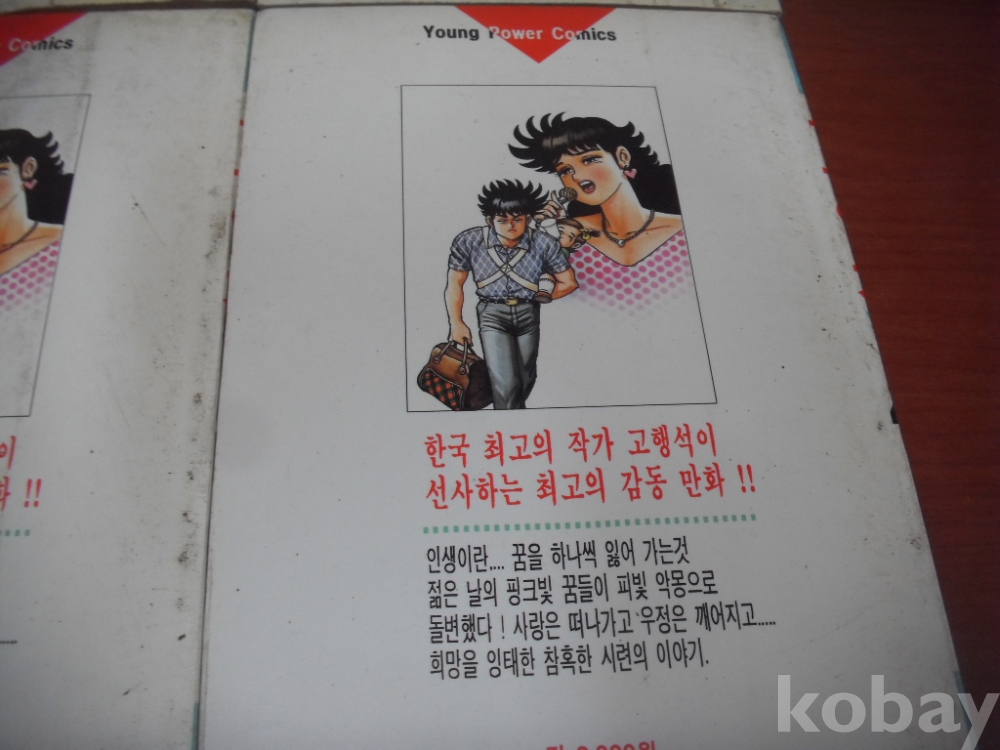 Comics
Young Power Comics
이
화 !!
한국 최고의 작가 고행석이
선사하는 최고의 감동 만화 !!
인생이란.... 꿈을 하나씩 잃어 가는것
젊은 날의 핑크빛 꿈들이 피빛 악몽으로
돌변했다 ! 사랑은 떠나가고 우정은 깨어지고.....
희망을 잉태한 참혹한 시련의 이야기.
kobay